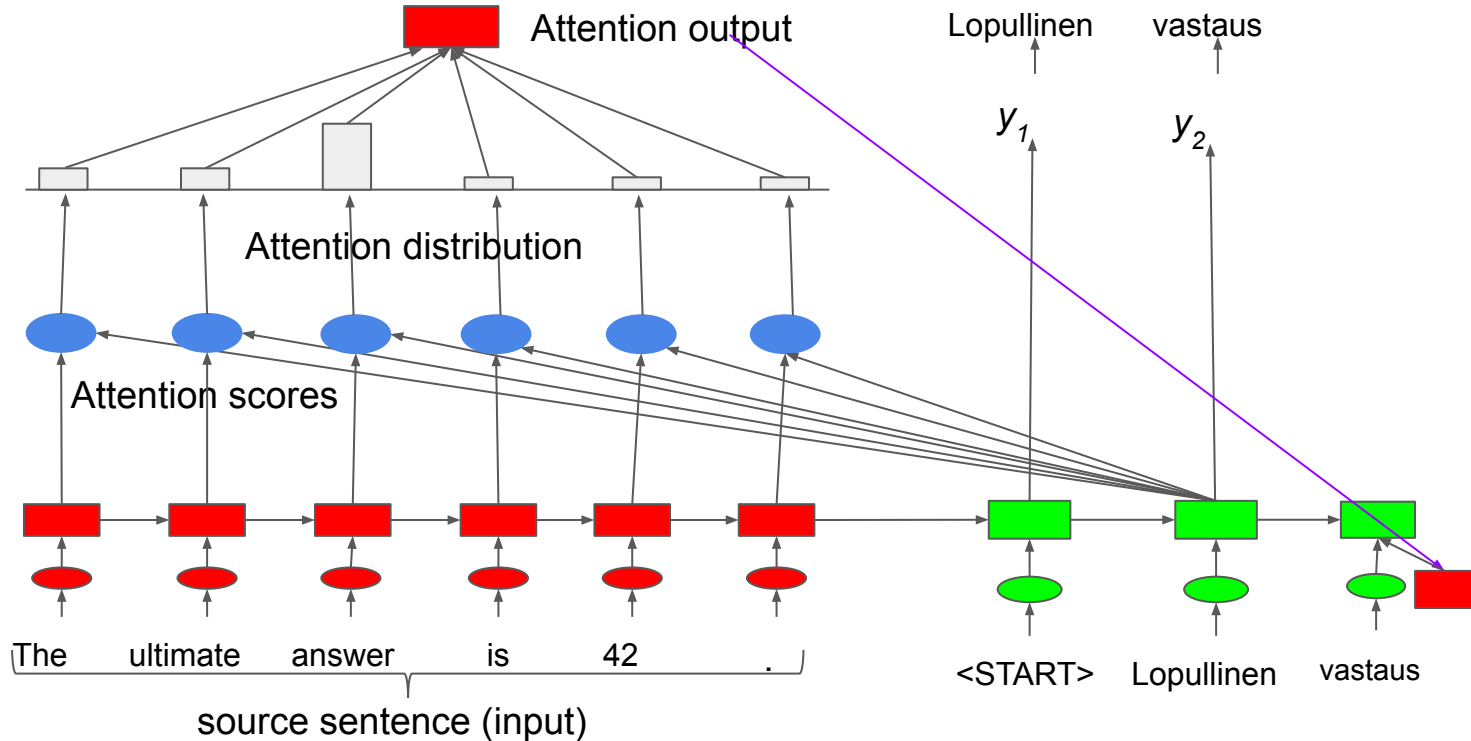 Attention output
Lopullinen vastaus
y1 y2
Attention distribution
Attention scores
The ultimate answer is 42 .
<START> Lopullinen vastaus
source sentence (input)